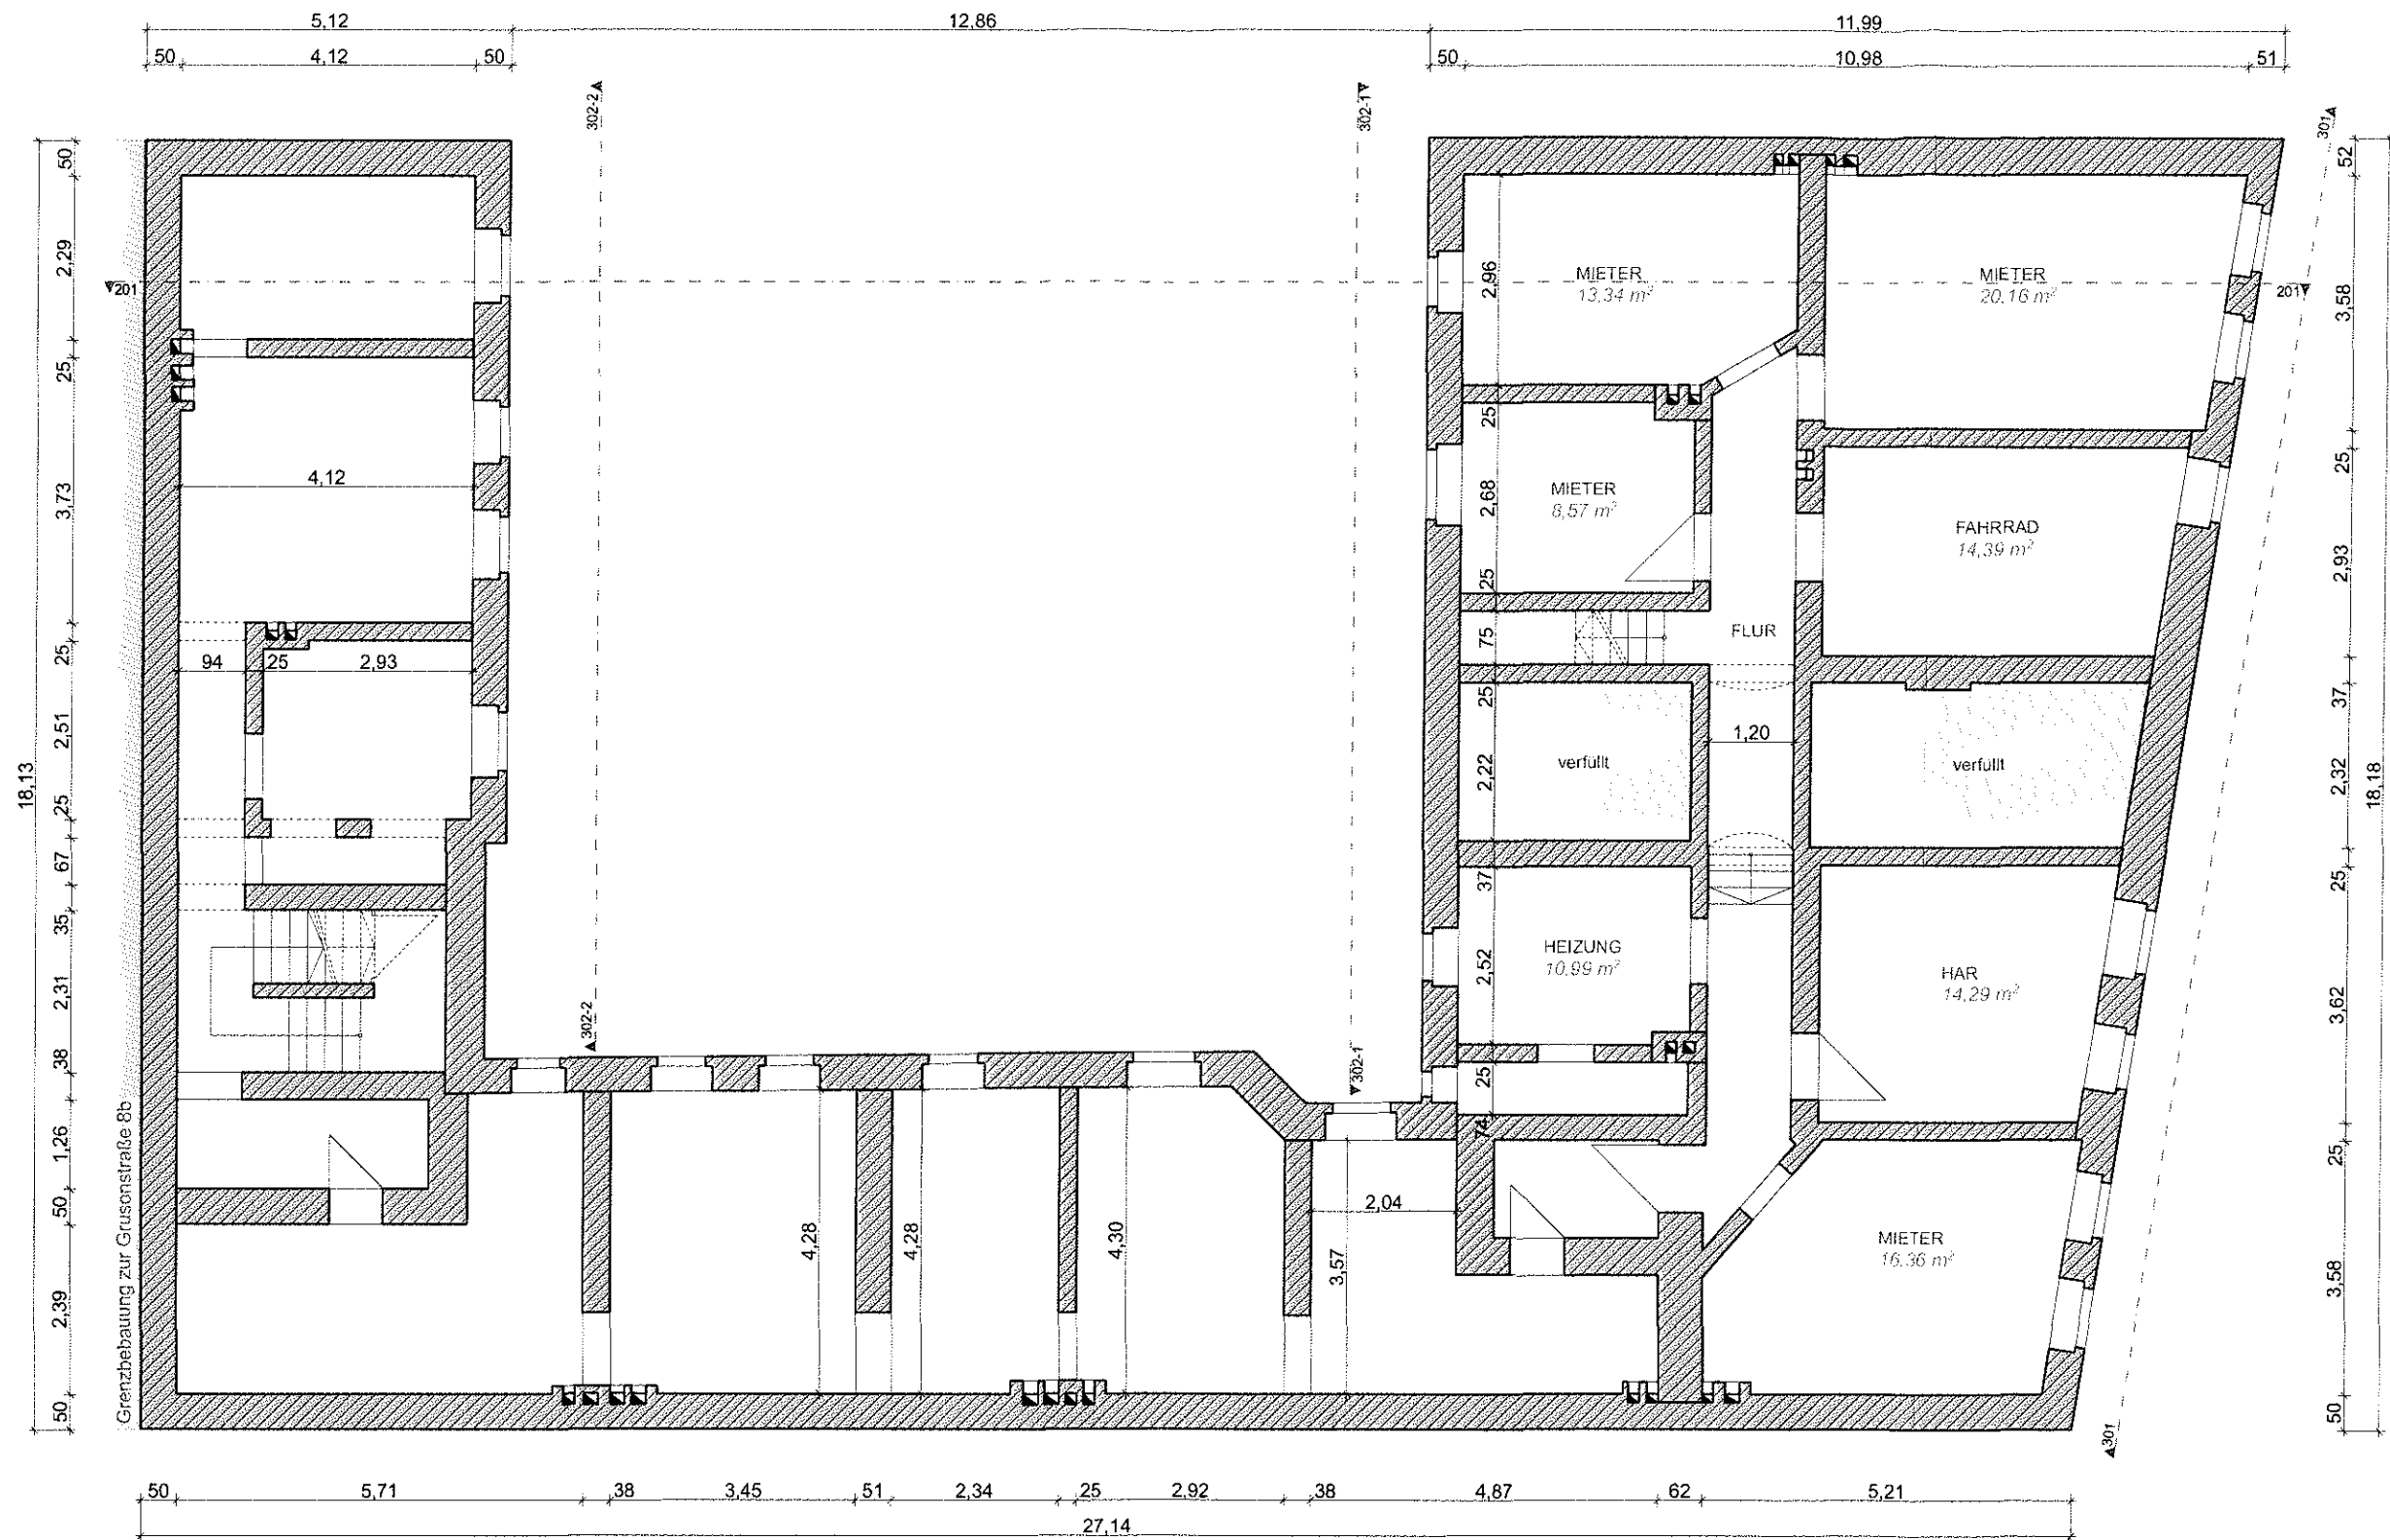 5,12 12,86 11,99
50 4,12 50 50 10,98 51
302-2 302-1 301
50 52
MIETER MIETER
13,34 m² 20,16 m²
2,29 2,96 3,58
201 201
25 25 25
4,12
MIETER
8,57 m²
FAHRRAD
14,39 m²
3,73 2,68 2,93
25
FLUR
75
94 25 2,93
25 25 37
1,20
verfüllt verfüllt
2,51 2,22 2,32
18,13 18,18
25 37 25
67
HEIZUNG
10,99 m²
HAR
14,29 m²
35 2,52 3,62
2,31
302-2 302-1
38 25
74
1,26 25
50
2,04
4,28 4,28 4,30 3,57
MIETER
16,36 m²
2,39 3,58
50 50
Grenzbebauung zur Grusonstraße 8b
301
50 5,71 38 3,45 51 2,34 25 2,92 38 4,87 62 5,21
27,14